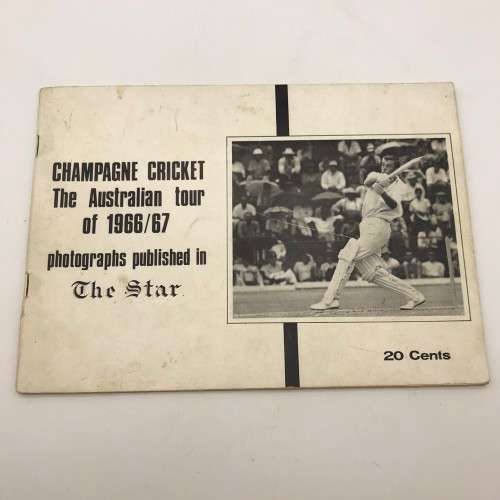 CHAMPAGNE CRICKET
The Australian tour
of 1966/67
photographs published in
The Star
20 Cents